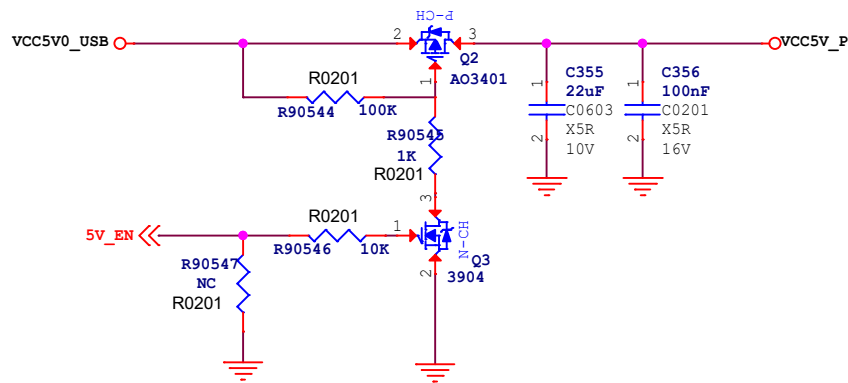 P-CH
VCC5V0_USB
2
3
VCC5V_P
Q2
1
AO3401
R0201
R90544
100K
C355
22uF
C0603
X5R
10V
1
2
C356
100nF
C0201
X5R
16V
1
2
R90545
1K
R0201
3
5V_EN
R0201
R90546
10K
1
N-CH
Q3
3904
2
R90547
NC
R0201